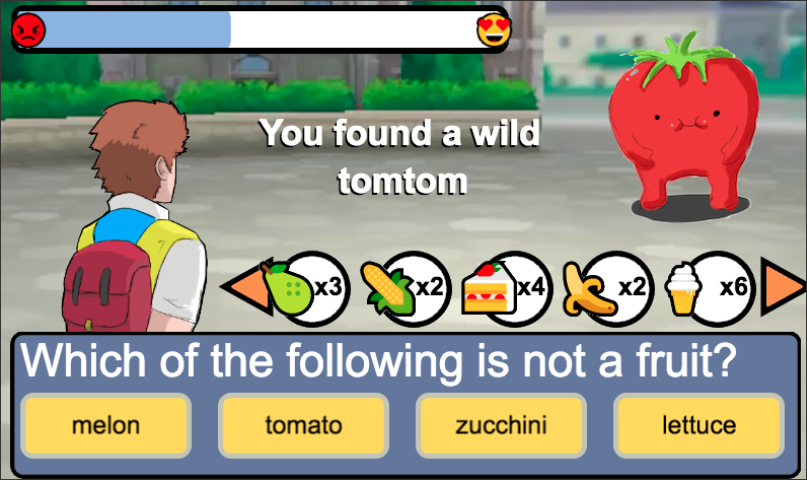 You found a wild
tomtom
x3 x2 x4 x2 x6
Which of the following is not a fruit?
melon tomato zucchini lettuce